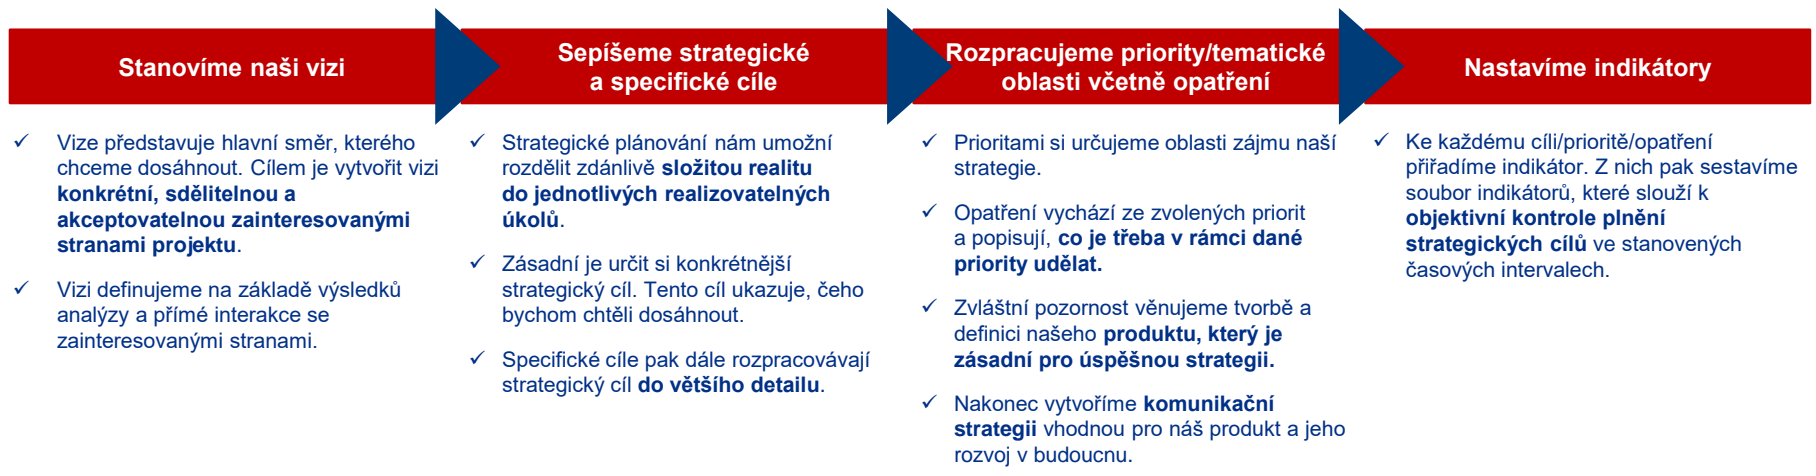 Stanovíme naši vizi
✓ Vize představuje hlavní směr, kterého
chceme dosáhnout. Cílem je vytvořit vizi
konkrétní, sdělitelnou a
akceptovatelnou zainteresovanými
stranami projektu.
✓ Vizi definujeme na základě výsledků
analýzy a přímé interakce se
zainteresovanými stranami.
Sepíšeme strategické
a specifické cíle
✓ Strategické plánování nám umožní
rozdělit zdánlivě složitou realitu
do jednotlivých realizovatelných
úkolů.
✓ Zásadní je určit si konkrétnější
strategický cíl. Tento cíl ukazuje, čeho
bychom chtěli dosáhnout.
✓ Specifické cíle pak dále rozpracovávají
strategický cíl do většího detailu.
Rozpracujeme priority/tematické
oblasti včetně opatření
✓ Prioritami si určujeme oblasti zájmu naší
strategie.
✓ Opatření vychází ze zvolených priorit
a popisují, co je třeba v rámci dané
priority udělat.
✓ Zvláštní pozornost věnujeme tvorbě a
definici našeho produktu, který je
zásadní pro úspěšnou strategii.
✓ Nakonec vytvoříme komunikační
strategii vhodnou pro náš produkt a jeho
rozvoj v budoucnu.
Nastavíme indikátory
✓ Ke každému cíli/prioritě/opatření
přiřadíme indikátor. Z nich pak sestavíme
soubor indikátorů, které slouží k
objektivní kontrole plnění
strategických cílů ve stanovených
časových intervalech.